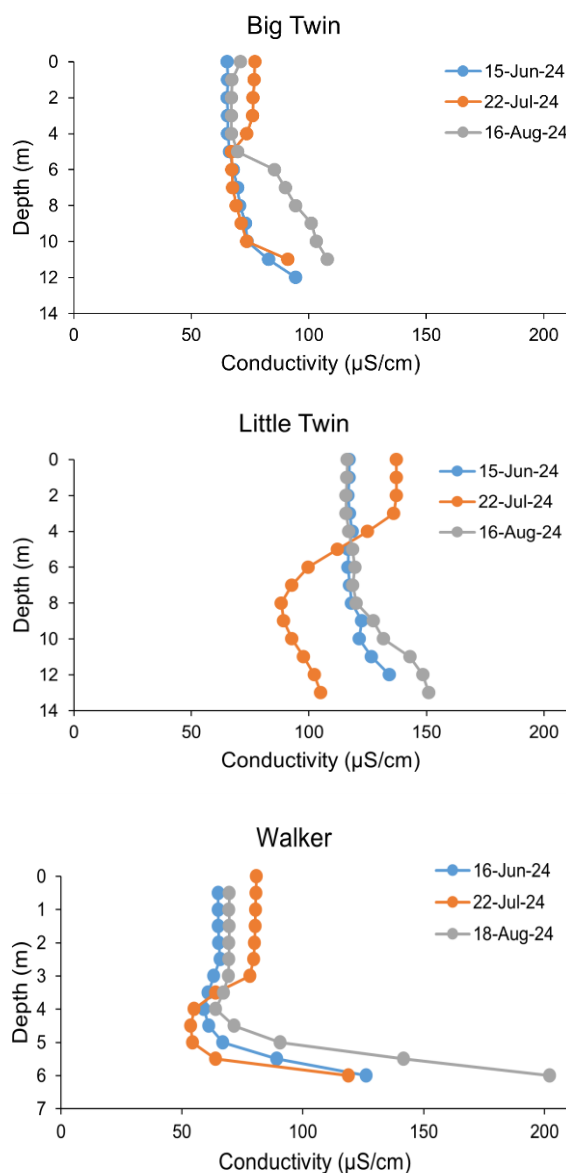 Big Twin
0
2
4
6
8
10
12
14
Depth (m)
15-Jun-24
22-Jul-24
16-Aug-24
0 50 100 150 200
Conductivity (µS/cm)
Little Twin
0
2
4
6
8
10
12
14
Depth (m)
15-Jun-24
22-Jul-24
16-Aug-24
0 50 100 150 200
Conductivity (µS/cm)
Walker
0
1
2
3
4
5
6
7
Depth (m)
16-Jun-24
22-Jul-24
18-Aug-24
0 50 100 150 200
Conductivity (µS/cm)